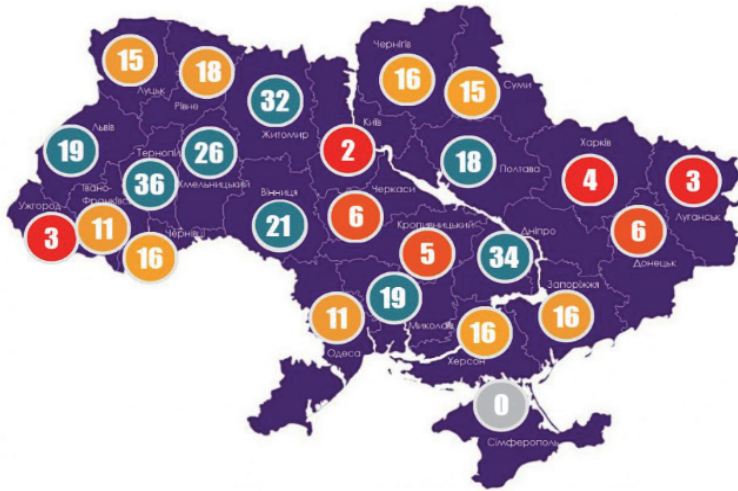 15
Луцьк
18
Рівне
32
Житомир
Чернігів
16
15
Суми
Київ
2
Львів
19
Тернопіль
26
Хмельницький
36
18
Полтава
Харків
4
3
Луганськ
Ужгород
3
Івано-
Франківськ
11
Чернівці
16
Вінниця
21
Черкаси
6
Кропивницький
5
Дніпро
34
6
Донецьк
Запоріжжя
16
11
Одеса
19
Миколаїв
16
Херсон
0
Сімферополь